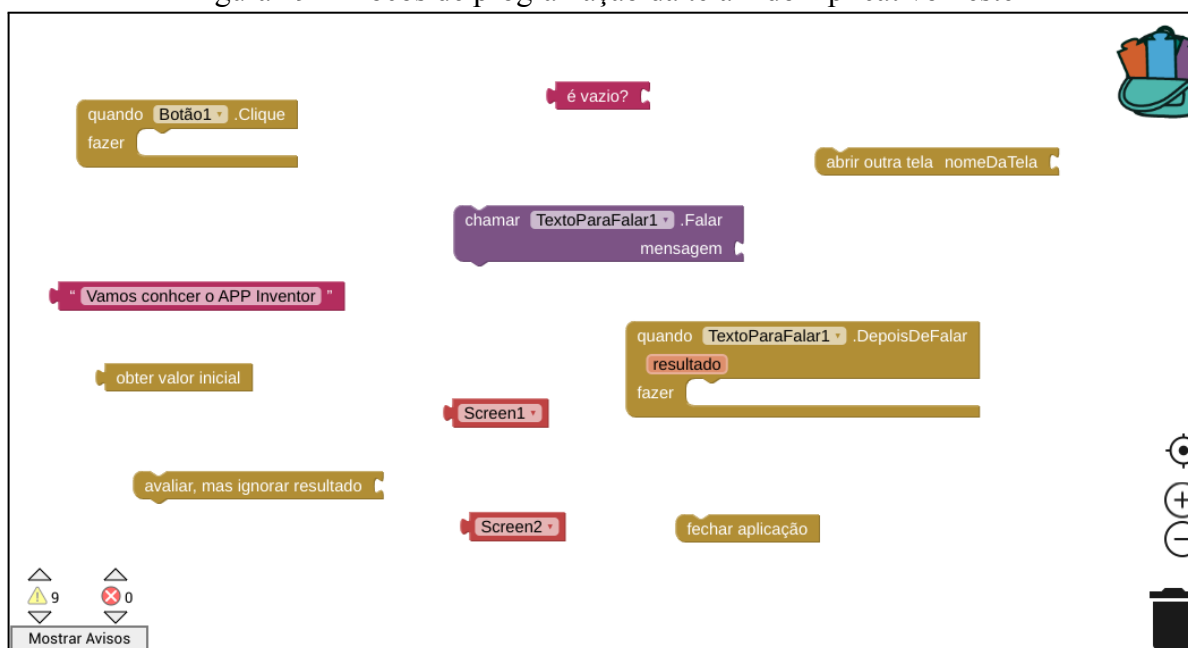 é vazio?
quando Botão1 .Clique
fazer
abrir outra tela nomeDaTela
chamar TextoParaFalar1 .Falar
mensagem
“ Vamos conhcer o APP Inventor ”
quando TextoParaFalar1 .DepoisDeFalar
resultado
fazer
obter valor inicial
Screen1
avaliar, mas ignorar resultado
Screen2
fechar aplicação
9 0
Mostrar Avisos